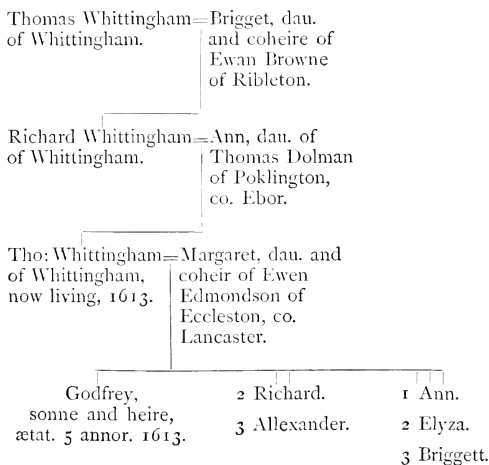 Thomas Whittingham=Brigget, dau.
of Whittingham. and coheire of
Ewan Browne
of Ribleton.
Richard Whittingham=Ann, dau. of
of Whittingham. Thomas Dolman
of Poklington,
co. Ebor.
Tho: Whittingham=Margaret, dau. and
of Whittingham, coheir of Ewen
now living, 1613. Edmondson of
Eccleston, co.
Lancaster.
Godfrey, 2 Richard. 1 Ann.
sonne and heire, 3 Allexander. 2 Elyza.
ætat. 5 annor. 1613. 3 Briggett.